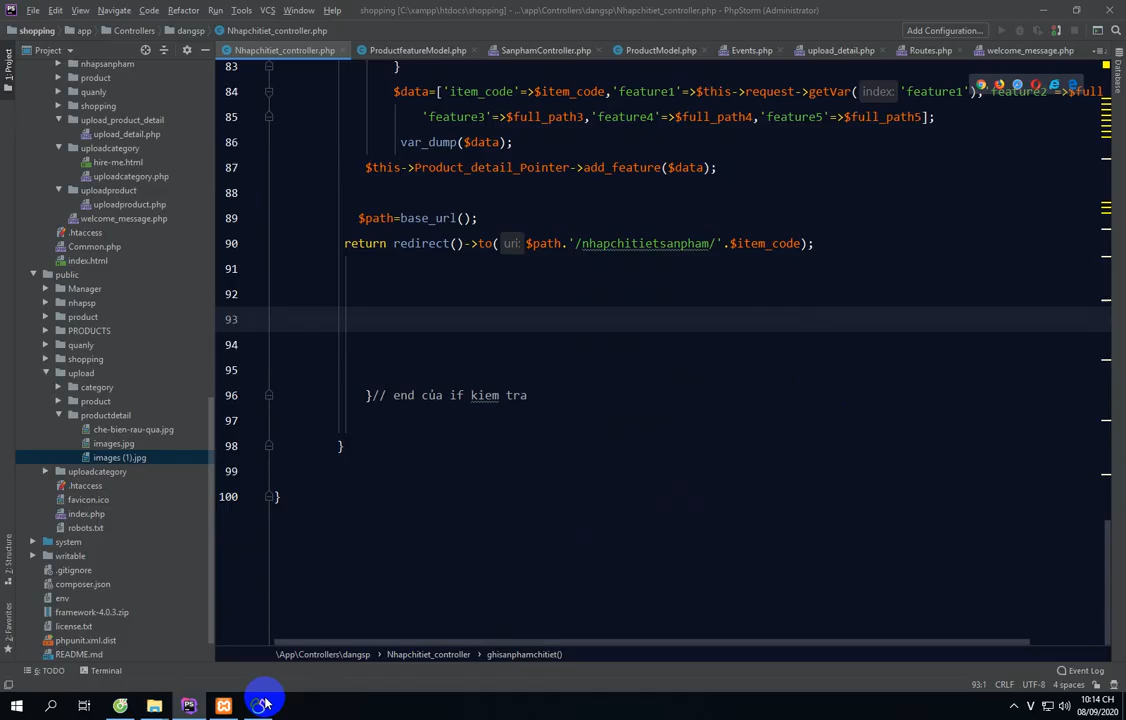 File Edit View Navigate Code Refactor Run Tools VCS Window Help shopping [C:\xampp\htdocs\shopping] - ...\app\Controllers\dangsp\Nhapchitiet_controller.php - PhpStorm (Administrator)
shopping app Controllers dangsp Nhapchitiet_controller.php Add Configuration...
Project Nhapchitiet_controller.php ProductfeatureModel.php SanphamController.php ProductModel.php Events.php upload_detail.php Routes.php welcome_message.php
1: Project
Database
2: Structure
2: Favorites
nhapsanpham
product
quanly
shopping
upload_product_detail
upload_detail.php
uploadcategory
hire-me.html
uploadcategory.php
uploadproduct
uploadproduct.php
welcome_message.php
.htaccess
Common.php
index.html
public
Manager
nhapsp
product
PRODUCTS
quanly
shopping
upload
category
product
productdetail
che-bien-rau-qua.jpg
images.jpg
images (1).jpg
uploadcategory
.htaccess
favicon.ico
index.php
robots.txt
system
writable
.gitignore
composer.json
env
framework-4.0.3.zip
license.txt
phpunit.xml.dist
README.md
83 }
84 $data=['item_code'=>$item_code,'feature1'=>$this->request->getVar( index: 'feature1'),'feature2'=>$full
85 'feature3'=>$full_path3,'feature4'=>$full_path4,'feature5'=>$full_path5];
86 var_dump($data);
87 $this->Product_detail_Pointer->add_feature($data);
88
89 $path=base_url();
90 return redirect()->to( uri: $path.'/nhapchitietsanpham/'.$item_code);
91
92
93
94
95
96 }// end của if kiem tra
97
98 }
99
100 }
\App\Controllers\dangsp Nhapchitiet_controller ghisanphamchitiet()
6: TODO Terminal Event Log
93:1 CRLF UTF-8 4 spaces
V 10:14 CH
08/09/2020